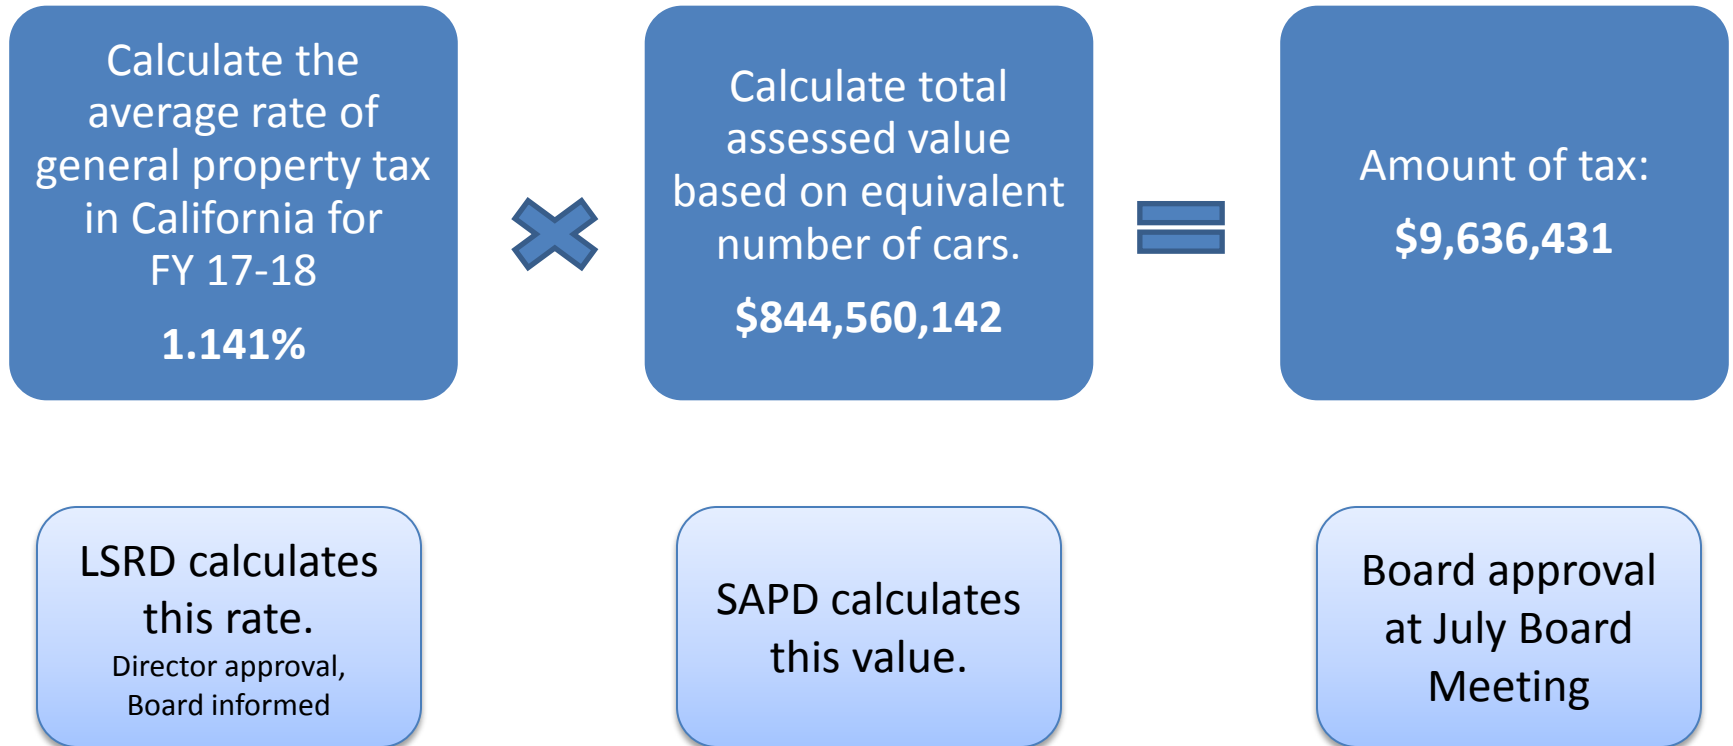 Calculate the
average rate of
general property tax
in California for
FY 17-18
1.141%
Calculate total
assessed value
based on equivalent
number of cars.
$844,560,142
Amount of tax:
$9,636,431
LSRD calculates
this rate.
Director approval,
Board informed
SAPD calculates
this value.
Board approval
at July Board
Meeting